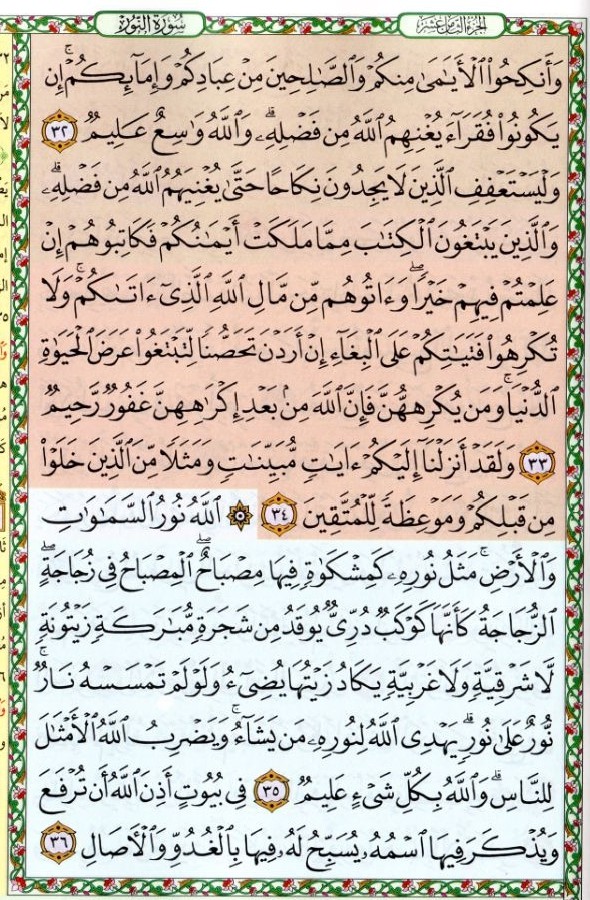 سورة النور
الجزء الثامن عشر
وَأَنكِحُوا۟ ٱلْأَيَٰمَىٰ مِنكُمْ وَٱلصَّٰلِحِينَ مِنْ عِبَادِكُمْ وَإِمَآئِكُمْ ۚ إِن
يَكُونُوا۟ فُقَرَآءَ يُغْنِهِمُ ٱللَّهُ مِن فَضْلِهِۦ ۗ وَٱللَّهُ وَٰسِعٌ عَلِيمٌ ٣٢
وَلْيَسْتَعْفِفِ ٱلَّذِينَ لَا يَجِدُونَ نِكَاحًا حَتَّىٰ يُغْنِيَهُمُ ٱللَّهُ مِن فَضْلِهِۦ ۗ
وَٱلَّذِينَ يَبْتَغُونَ ٱلْكِتَٰبَ مِمَّا مَلَكَتْ أَيْمَٰنُكُمْ فَكَاتِبُوهُمْ إِنْ
عَلِمْتُمْ فِيهِمْ خَيْرًا ۖ وَءَاتُوهُم مِّن مَّالِ ٱللَّهِ ٱلَّذِىٓ ءَاتَىٰكُمْ ۚ وَلَا
تُكْرِهُوا۟ فَتَيَٰتِكُمْ عَلَى ٱلْبِغَآءِ إِنْ أَرَدْنَ تَحَصُّنًا لِّتَبْتَغُوا۟ عَرَضَ ٱلْحَيَوٰةِ
ٱلدُّنْيَا ۚ وَمَن يُكْرِههُّنَّ فَإِنَّ ٱللَّهَ مِنۢ بَعْدِ إِكْرَٰهِهِنَّ غَفُورٌ رَّحِيمٌ
٣٣ وَلَقَدْ أَنزَلْنَآ إِلَيْكُمْ ءَايَٰتٍ مُّبَيِّنَٰتٍ وَمَثَلًا مِّنَ ٱلَّذِينَ خَلَوْا۟
مِن قَبْلِكُمْ وَمَوْعِظَةً لِّلْمُتَّقِينَ ٣٤ ۞ ٱللَّهُ نُورُ ٱلسَّمَٰوَٰتِ
وَٱلْأَرْضِ ۚ مَثَلُ نُورِهِۦ كَمِشْكَوٰةٍ فِيهَا مِصْبَاحٌ ۖ ٱلْمِصْبَاحُ فِى زُجَاجَةٍ ۖ
ٱلزُّجَاجَةُ كَأَنَّهَا كَوْكَبٌ دُرِّىٌّ يُوقَدُ مِن شَجَرَةٍ مُّبَٰرَكَةٍ زَيْتُونَةٍ
لَّا شَرْقِيَّةٍ وَلَا غَرْبِيَّةٍ يَكَادُ زَيْتُهَا يُضِىٓءُ وَلَوْ لَمْ تَمْسَسْهُ نَارٌ ۚ
نُّورٌ عَلَىٰ نُورٍ ۗ يَهْدِى ٱللَّهُ لِنُورِهِۦ مَن يَشَآءُ ۚ وَيَضْرِبُ ٱللَّهُ ٱلْأَمْثَٰلَ
لِلنَّاسِ ۗ وَٱللَّهُ بِكُلِّ شَىْءٍ عَلِيمٌ ٣٥ فِى بُيُوتٍ أَذِنَ ٱللَّهُ أَن تُرْفَعَ
وَيُذْكَرَ فِيهَا ٱسْمُهُۥ يُسَبِّحُ لَهُۥ فِيهَا بِٱلْغُدُوِّ وَٱلْءَاصَالِ ٣٦